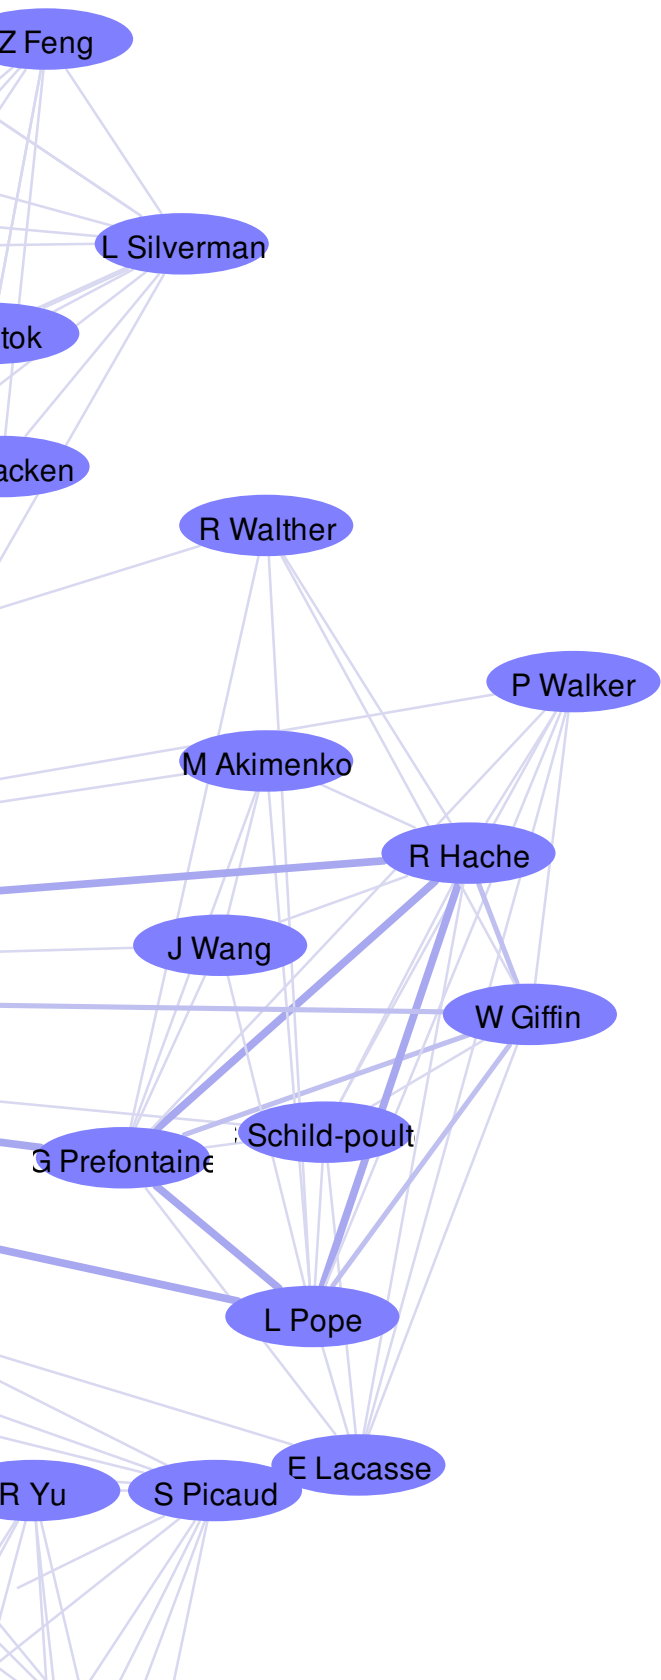 Z Feng
L Silverman
tok
acken
R Walther
P Walker
M Akimenko
R Hache
J Wang
W Giffin
Schild-poult
G Prefontaine
L Pope
E Lacasse
R Yu
S Picaud